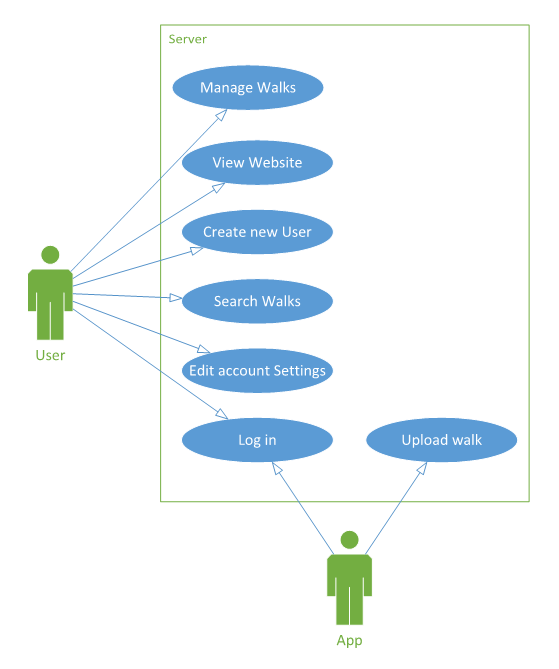 Server
Manage Walks
View Website
Create new User
Search Walks
User
Edit account Settings
Log in
Upload walk
App